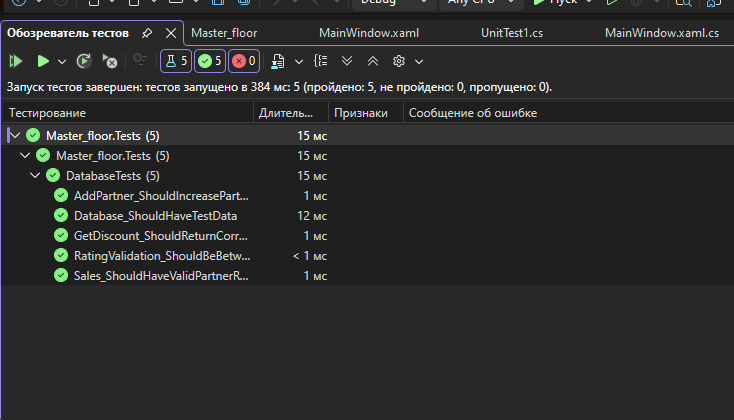 Debug Any CPU Пуск
Обозреватель тестов Master_floor MainWindow.xaml UnitTest1.cs MainWindow.xaml.cs
5 5 0
Запуск тестов завершен: тестов запущено в 384 мс: 5 (пройдено: 5, не пройдено: 0, пропущено: 0).
Тестирование Длитель... Признаки Сообщение об ошибке
Master_floor.Tests (5) 15 мс
Master_floor.Tests (5) 15 мс
DatabaseTests (5) 15 мс
AddPartner_ShouldIncreasePart... 1 мс
Database_ShouldHaveTestData 12 мс
GetDiscount_ShouldReturnCorr... 1 мс
RatingValidation_ShouldBeBetw... < 1 мс
Sales_ShouldHaveValidPartnerR... 1 мс